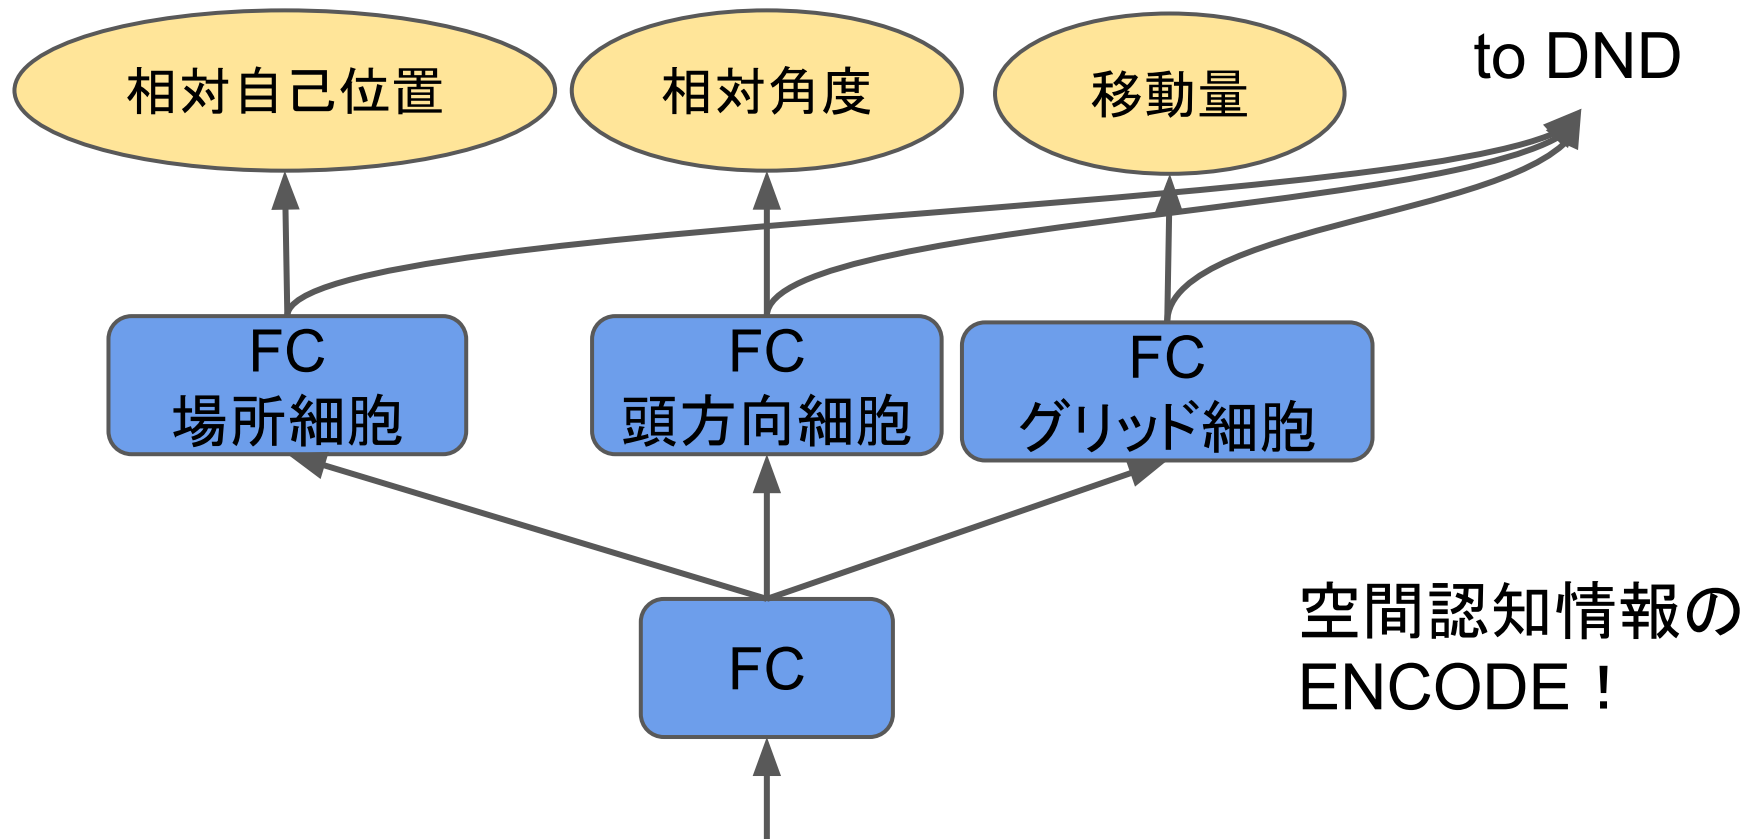 相対自己位置
相対角度
移動量
to DND
FC
場所細胞
FC
頭方向細胞
FC
グリッド細胞
FC
空間認知情報の
ENCODE！